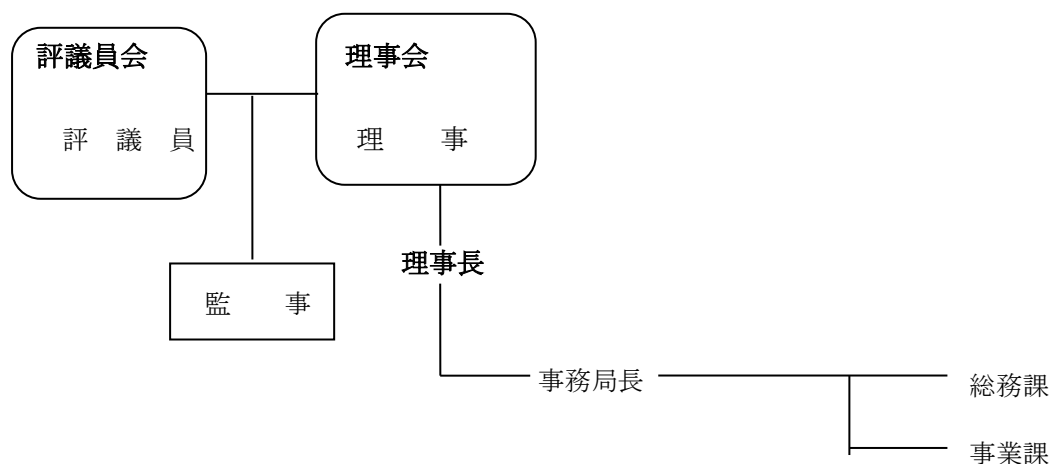 評議員会
理事会
評 議 員
理 事
理事長
監 事
事務局長
総務課
事業課